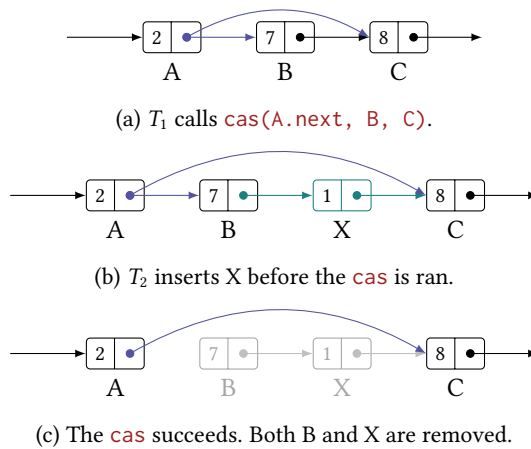 2 7 8
A B C
(a) T₁ calls cas(A.next, B, C).
2 7 1 8
A B X C
(b) T₂ inserts X before the cas is ran.
2 7 1 8
A B X C
(c) The cas succeeds. Both B and X are removed.